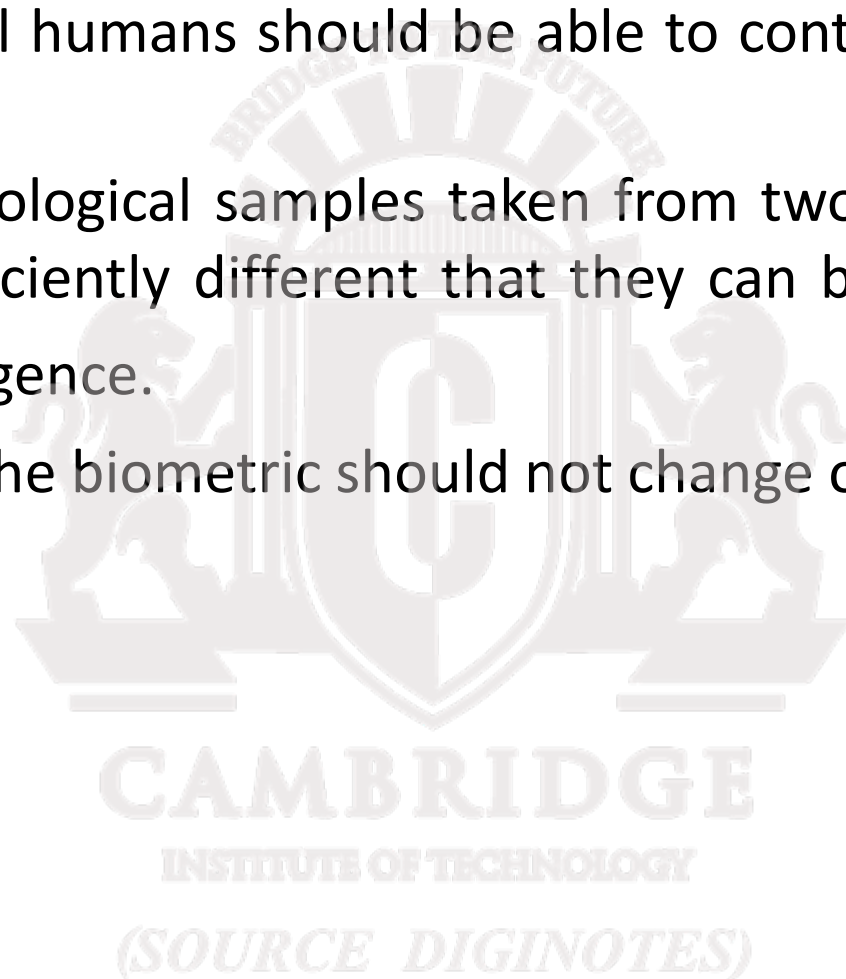 l humans should be able to cont
ological samples taken from two
ciently different that they can b
gence.
he biometric should not change o
BRIDGE TO THE FUTURE
CAMBRIDGE
INSTITUTE OF TECHNOLOGY
(SOURCE DIGINOTES)